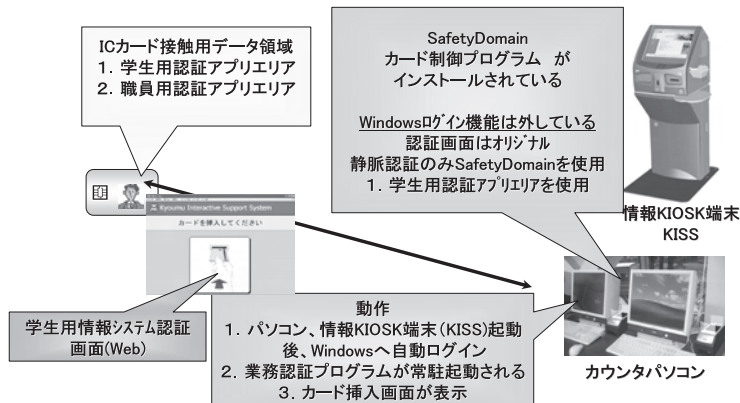 ICカード接触用データ領域
1. 学生用認証アプリエリア
2. 職員用認証アプリエリア
SafetyDomain
カード制御プログラム が
インストールされている
Windowsログイン機能は外している
認証画面はオリジナル
静脈認証のみSafetyDomainを使用
1. 学生用認証アプリエリアを使用
情報KIOSK端末
KISS
Kyoumu Interactive Support System
カードを挿入してください
学生用情報システム認証
画面(Web)
動作
1. パソコン、情報KIOSK端末(KISS)起動
後、Windowsへ自動ログイン
2. 業務認証プログラムが常駐起動される
3. カード挿入画面が表示
カウンタパソコン